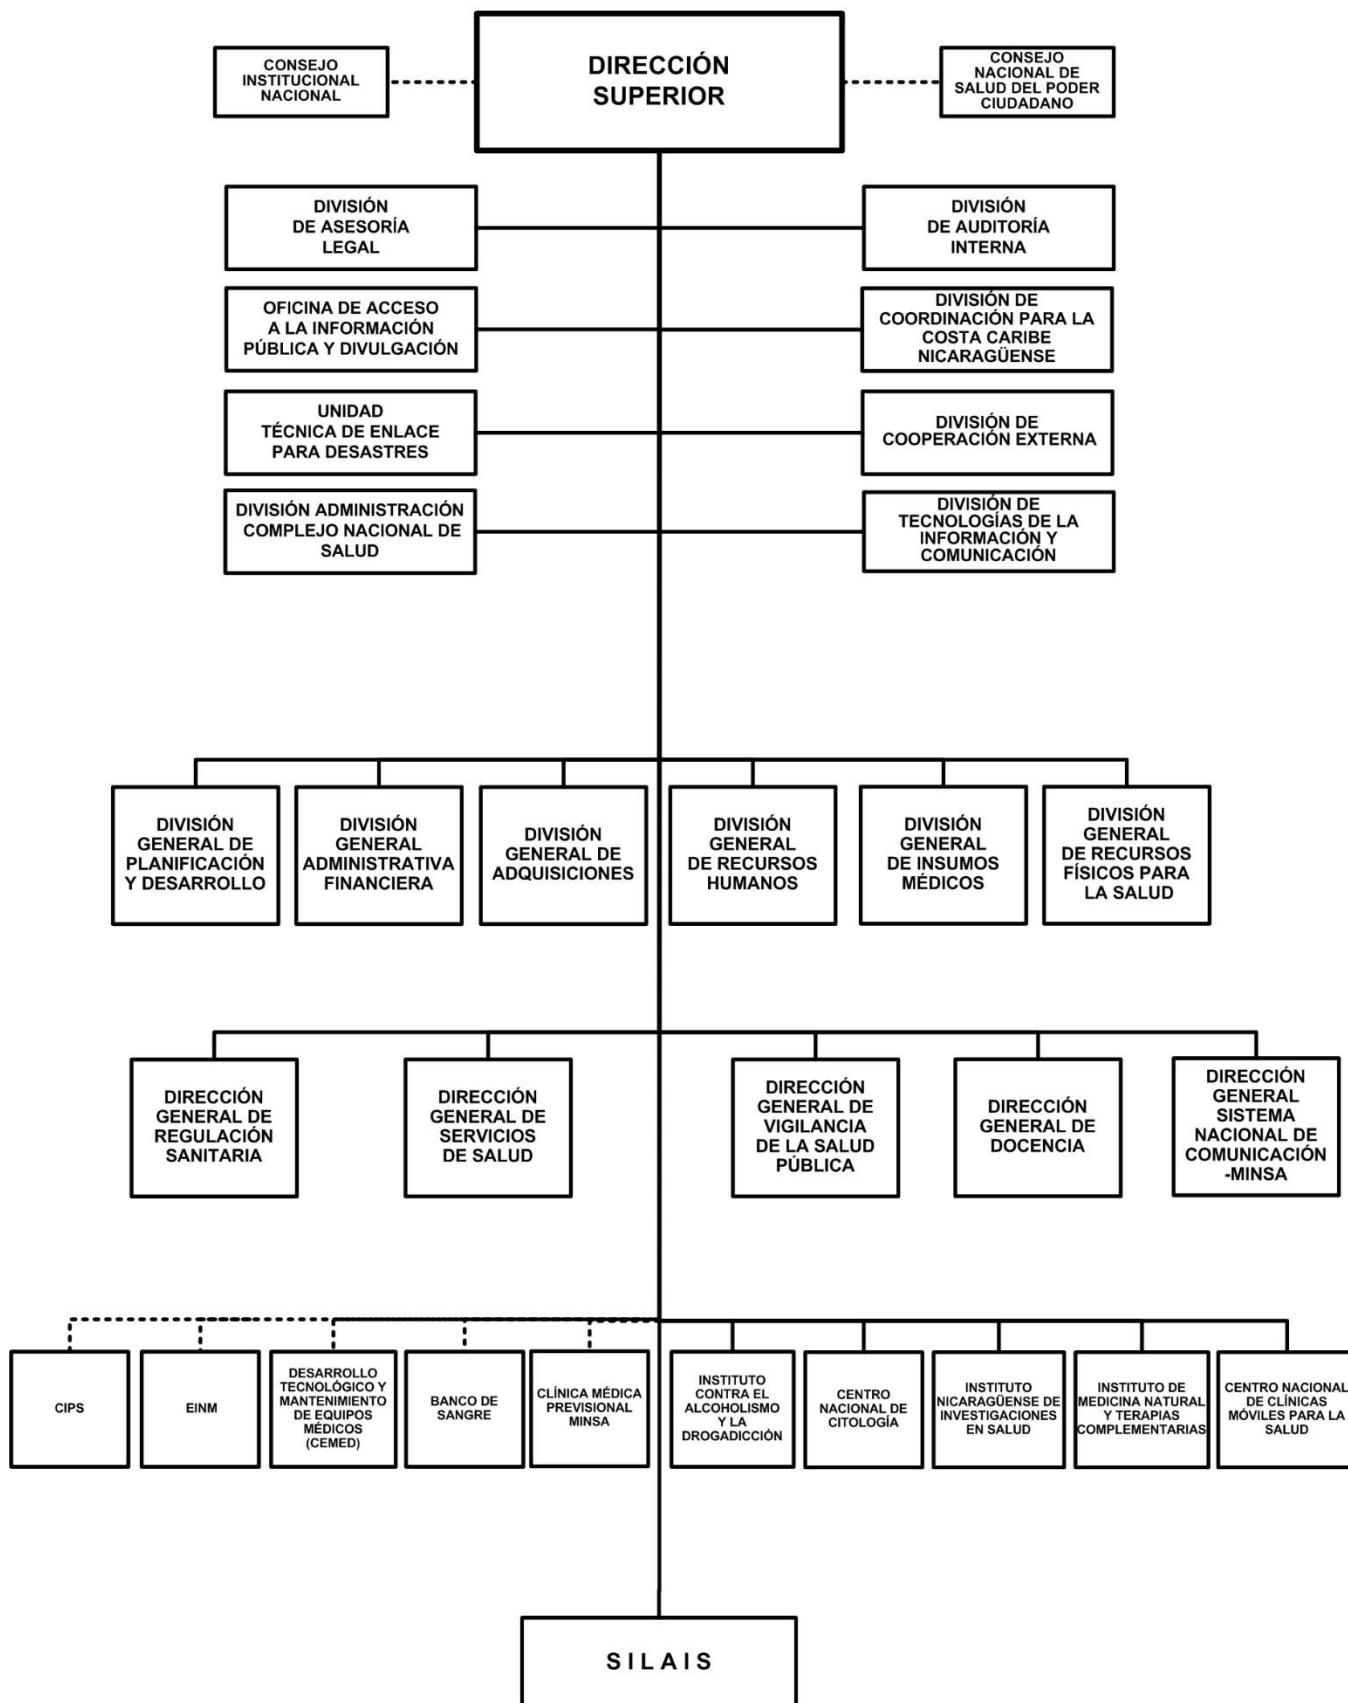 CONSEJO
INSTITUCIONAL
NACIONAL
DIRECCIÓN
SUPERIOR
CONSEJO
NACIONAL DE
SALUD DEL PODER
CIUDADANO
DIVISIÓN
DE ASESORÍA
LEGAL
DIVISIÓN
DE AUDITORÍA
INTERNA
OFICINA DE ACCESO
A LA INFORMACIÓN
PÚBLICA Y DIVULGACIÓN
DIVISIÓN DE
COORDINACIÓN PARA LA
COSTA CARIBE
NICARAGÜENSE
UNIDAD
TÉCNICA DE ENLACE
PARA DESASTRES
DIVISIÓN DE
COOPERACIÓN EXTERNA
DIVISIÓN ADMINISTRACIÓN
COMPLEJO NACIONAL DE
SALUD
DIVISIÓN DE
TECNOLOGÍAS DE LA
INFORMACIÓN Y
COMUNICACIÓN
DIVISIÓN
GENERAL DE
PLANIFICACIÓN
Y DESARROLLO
DIVISIÓN
GENERAL
ADMINISTRATIVA
FINANCIERA
DIVISIÓN
GENERAL DE
ADQUISICIONES
DIVISIÓN
GENERAL
DE RECURSOS
HUMANOS
DIVISIÓN
GENERAL
DE INSUMOS
MÉDICOS
DIVISIÓN
GENERAL
DE RECURSOS
FÍSICOS PARA
LA SALUD
DIRECCIÓN
GENERAL DE
REGULACIÓN
SANITARIA
DIRECCIÓN
GENERAL DE
SERVICIOS
DE SALUD
DIRECCIÓN
GENERAL DE
VIGILANCIA
DE LA SALUD
PÚBLICA
DIRECCIÓN
GENERAL DE
DOCENCIA
DIRECCIÓN
GENERAL
SISTEMA
NACIONAL DE
COMUNICACIÓN
-MINSA
CIPS
EINM
DESARROLLO
TECNOLÓGICO Y
MANTENIMIENTO
DE EQUIPOS
MÉDICOS
(CEMED)
BANCO DE
SANGRE
CLÍNICA MÉDICA
PREVISIONAL
MINSA
INSTITUTO
CONTRA EL
ALCOHOLISMO
Y LA
DROGADICCIÓN
CENTRO
NACIONAL DE
CITOLOGÍA
INSTITUTO
NICARAGÜENSE DE
INVESTIGACIONES
EN SALUD
INSTITUTO DE
MEDICINA NATURAL
Y TERAPIAS
COMPLEMENTARIAS
CENTRO NACIONAL
DE CLÍNICAS
MÓVILES PARA LA
SALUD
S I L A I S